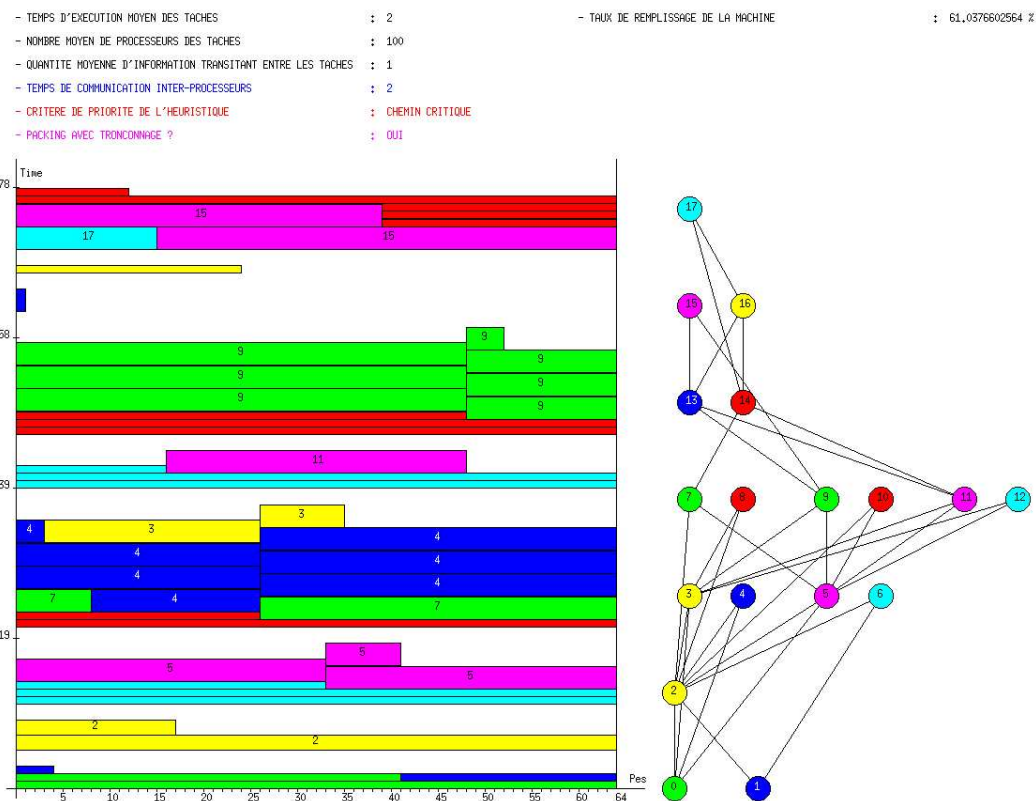 - TEMPS D'EXECUTION MOYEN DES TACHES : 2 - TAUX DE REMPLISSAGE DE LA MACHINE : 61.0376602564 %
- NOMBRE MOYEN DE PROCESSEURS DES TACHES : 100
- QUANTITE MOYENNE D'INFORMATION TRANSITANT ENTRE LES TACHES : 1
- TEMPS DE COMMUNICATION INTER-PROCESSEURS : 2
- CRITERE DE PRIORITE DE L'HEURISTIQUE : CHEMIN CRITIQUE
- PACKING AVEC TRONCONNAGE ? : OUI
Time
78
15
17 15
17
15 16
9
9
9
9
9
9
9
13 14
11
39
7 8 9 10 11 12
3
4 3
4
4
4
4
7 4
7
3 4 5 6
19
5
5
5
2
2
2
Pes
0 1
5 10 15 20 25 30 35 40 45 50 55 60 64